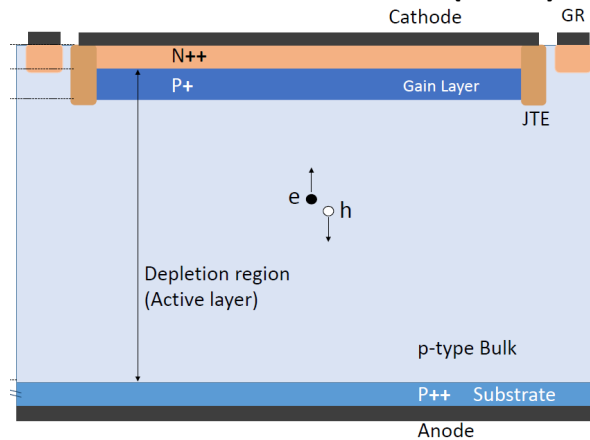 Cathode
GR
N++
P+
Gain Layer
JTE
e
h
Depletion region
(Active layer)
p-type Bulk
P++ Substrate
Anode